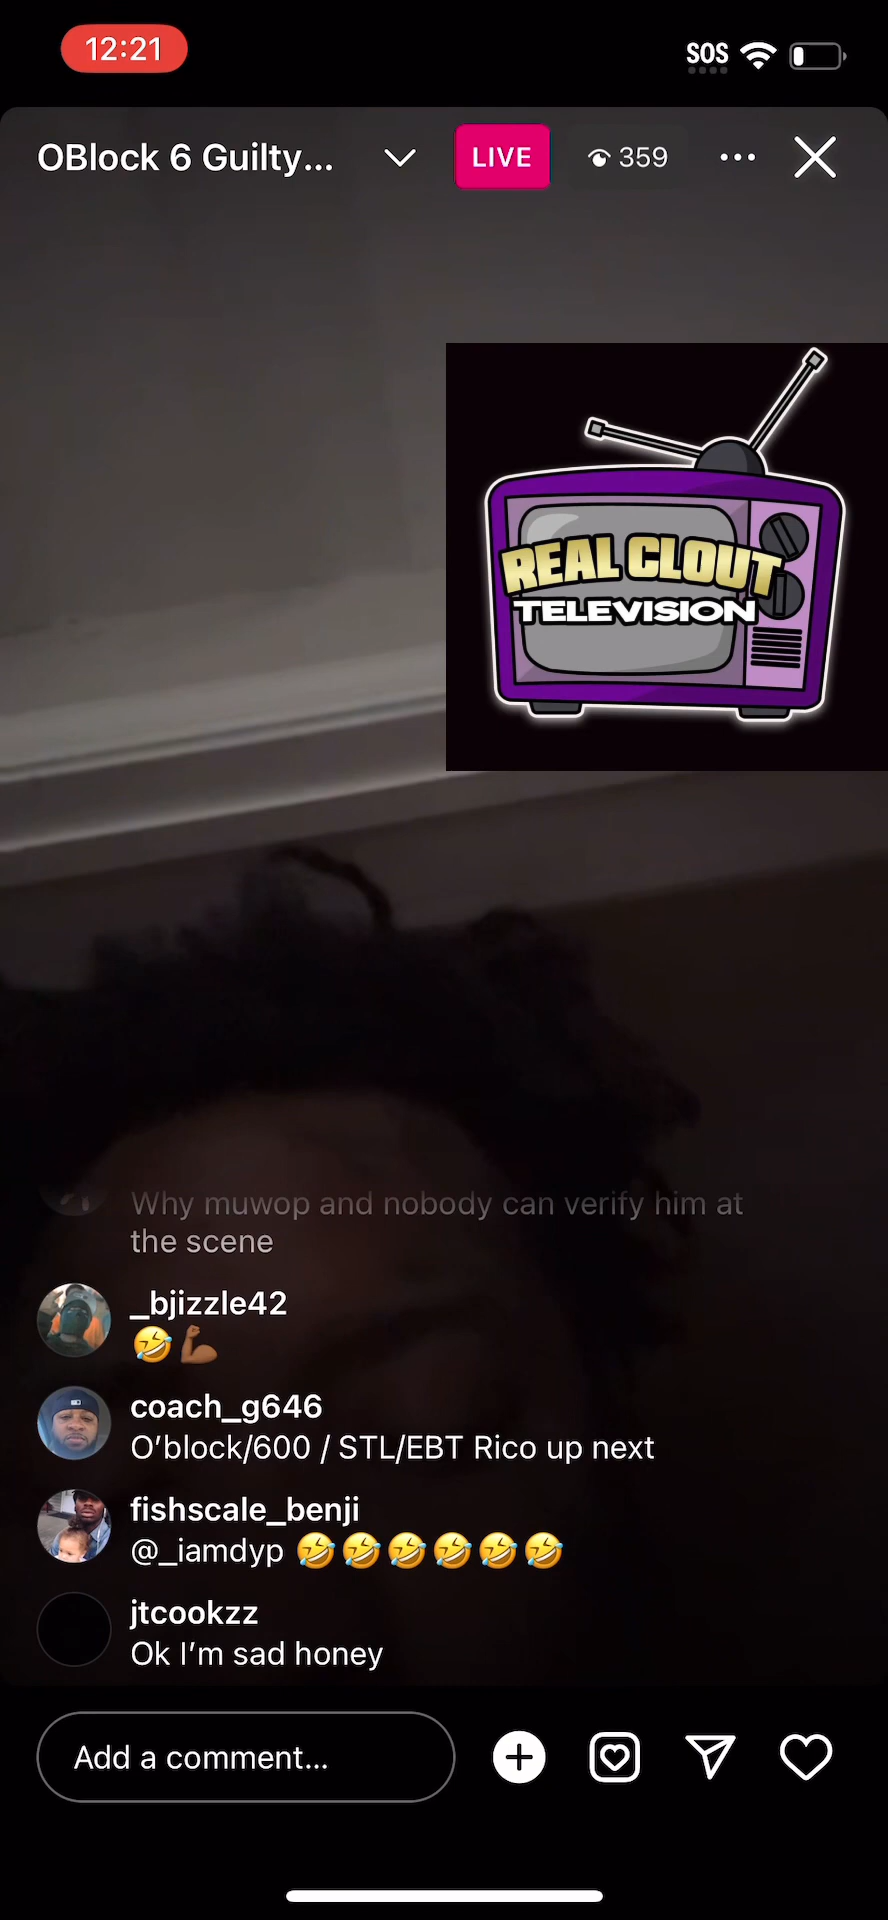 12:21
SOS
OBlock 6 Guilty...
LIVE
359
REAL CLOUT
TELEVISION
Why muwop and nobody can verify him at
the scene
_bjizzle42
🤣💪🏾
coach_g646
O’block/600 / STL/EBT Rico up next
fishscale_benji
@_iamdyp 🤣🤣🤣🤣🤣🤣
jtcookzz
Ok I’m sad honey
Add a comment...